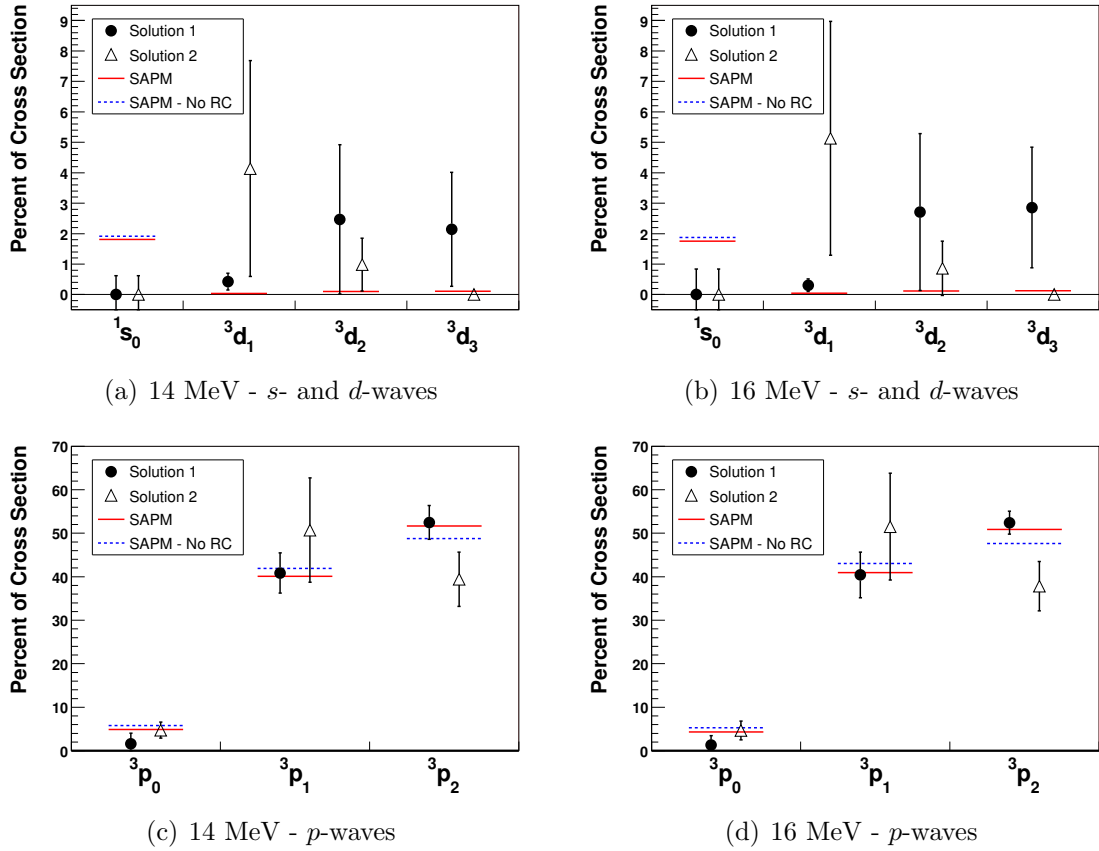 Percent of Cross Section
9
8
7
6
5
4
3
2
1
0
Solution 1
Solution 2
SAPM
SAPM - No RC
¹s₀ ³d₁ ³d₂ ³d₃
(a) 14 MeV - s- and d-waves
Percent of Cross Section
9
8
7
6
5
4
3
2
1
0
Solution 1
Solution 2
SAPM
SAPM - No RC
¹s₀ ³d₁ ³d₂ ³d₃
(b) 16 MeV - s- and d-waves
Percent of Cross Section
70
60
50
40
30
20
10
0
Solution 1
Solution 2
SAPM
SAPM - No RC
³p₀ ³p₁ ³p₂
(c) 14 MeV - p-waves
Percent of Cross Section
70
60
50
40
30
20
10
0
Solution 1
Solution 2
SAPM
SAPM - No RC
³p₀ ³p₁ ³p₂
(d) 16 MeV - p-waves